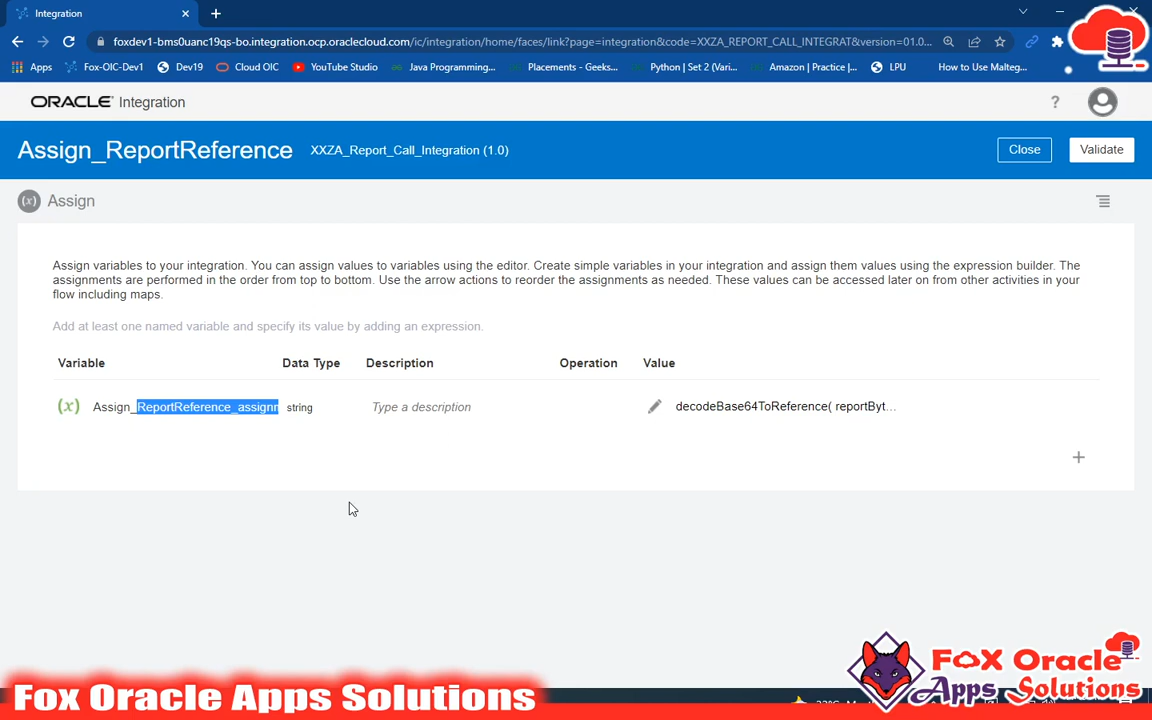 Integration
foxdev1-bms0uanc19qs-bo.integration.ocp.oraclecloud.com/ic/integration/home/faces/link?page=integration&code=XXZA_REPORT_CALL_INTEGRAT&version=01.0...
Apps Fox-OIC-Dev1 Dev19 Cloud OIC YouTube Studio Java Programming... Placements - Geeks... Python | Set 2 (Vari... Amazon | Practice |... LPU How to Use Malteg...
ORACLE Integration ?
Assign_ReportReference XXZA_Report_Call_Integration (1.0) Close Validate
(x) Assign
Assign variables to your integration. You can assign values to variables using the editor. Create simple variables in your integration and assign them values using the expression builder. The
assignments are performed in the order from top to bottom. Use the arrow actions to reorder the assignments as needed. These values can be accessed later on from other activities in your
flow including maps.
Add at least one named variable and specify its value by adding an expression.
Variable Data Type Description Operation Value
(x) Assign_ReportReference_assignm string Type a description decodeBase64ToReference( reportByt...
Fox Oracle Apps Solutions
FOX Oracle
Apps Solutions